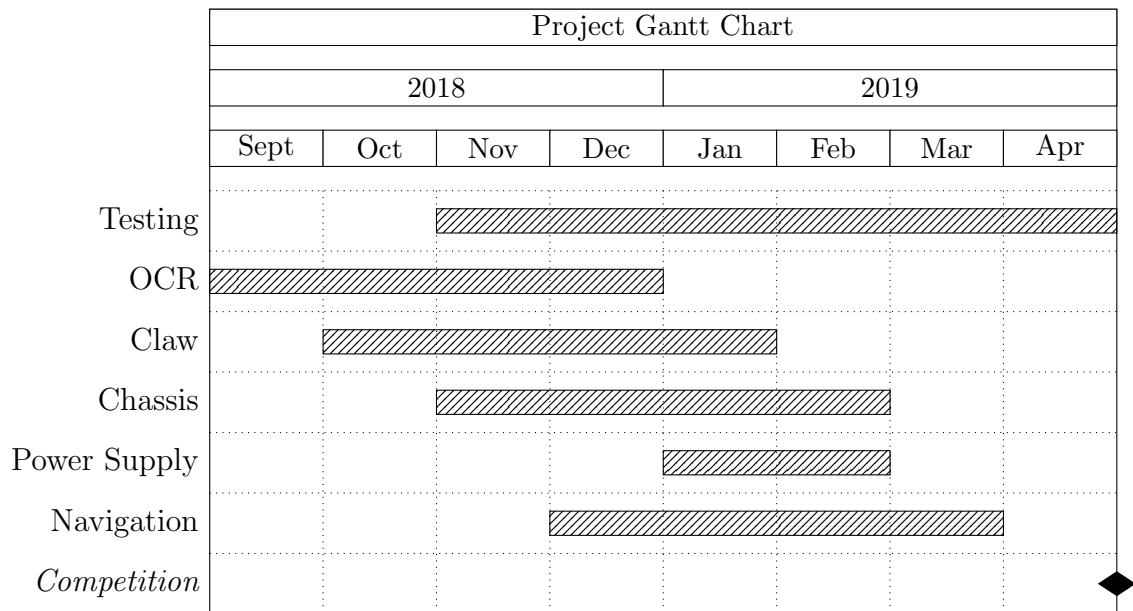 Project Gantt Chart
2018 2019
Sept Oct Nov Dec Jan Feb Mar Apr
Testing
OCR
Claw
Chassis
Power Supply
Navigation
Competition